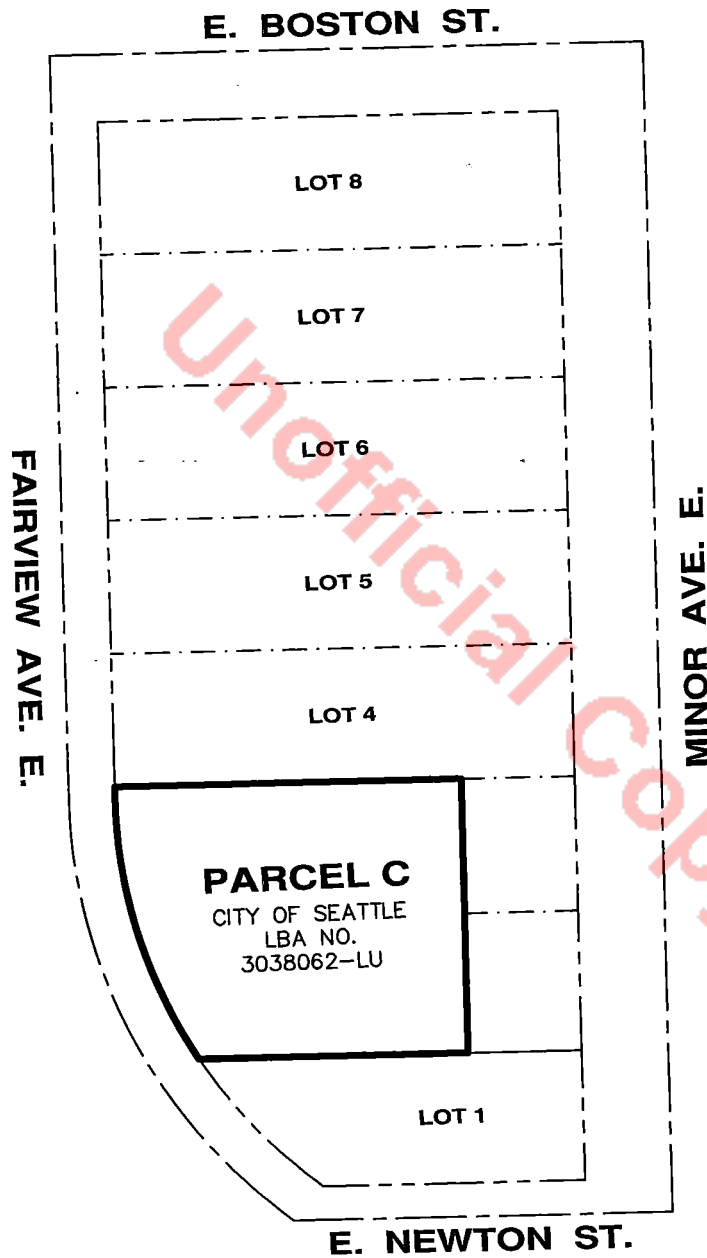 E. BOSTON ST.
LOT 8
LOT 7
LOT 6
LOT 5
LOT 4
FAIRVIEW AVE. E.
MINOR AVE. E.
PARCEL C
CITY OF SEATTLE
LBA NO.
3038062-LU
LOT 1
E. NEWTON ST.
Unofficial Copy